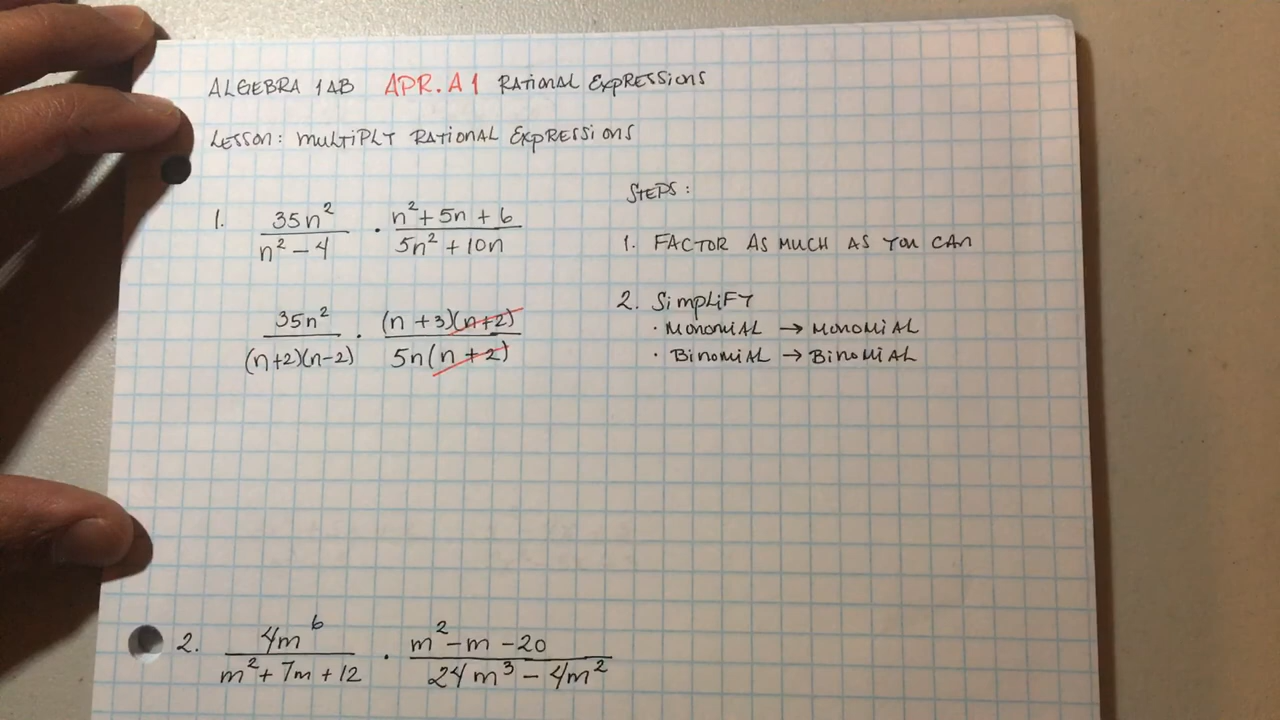 ALGEBRA 1AB APR.A1 RATIONAL EXPRESSIONS
LESSON: MULTIPLY RATIONAL EXPRESSIONS
1. 35n² / n² - 4 · n² + 5n + 6 / 5n² + 10n
35n² / (n+2)(n-2) · (n+3)(n+2) / 5n(n+2)
STEPS:
1. FACTOR AS MUCH AS YOU CAN
2. SIMPLIFY
· MONOMIAL → MONOMIAL
· BINOMIAL → BINOMIAL
2. 4m⁶ / m² + 7m + 12 · m² - m - 20 / 24m³ - 4m²